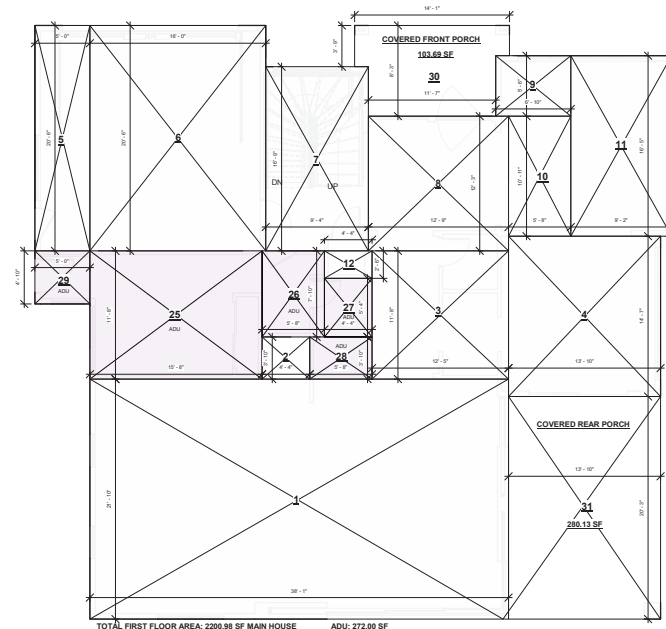 14' - 1"
COVERED FRONT PORCH
103.69 SF
30
3' - 9"
8' - 3"
11' - 7"
5' - 0"
16' - 0"
9
6' - 10"
20' - 6"
5
20' - 6"
6
16' - 9"
7
DN
UP
8
12' - 3"
10' - 11"
10
11
16' - 5"
9' - 4"
12' - 9"
5' - 8"
9' - 2"
4' - 4"
5' - 0"
4' - 10"
29
ADU
11' - 8"
25
ADU
26
ADU
7' - 10"
12
27
ADU
5' - 4"
5' - 8"
4' - 4"
3
11' - 8"
4
14' - 7"
ADU
2
28
3' - 10"
15' - 8"
4' - 4"
5' - 8"
12' - 5"
13' - 10"
COVERED REAR PORCH
13' - 10"
21' - 10"
1
31
280.13 SF
20' - 3"
38' - 1"
TOTAL FIRST FLOOR AREA: 2200.98 SF MAIN HOUSE ADU: 272.00 SF